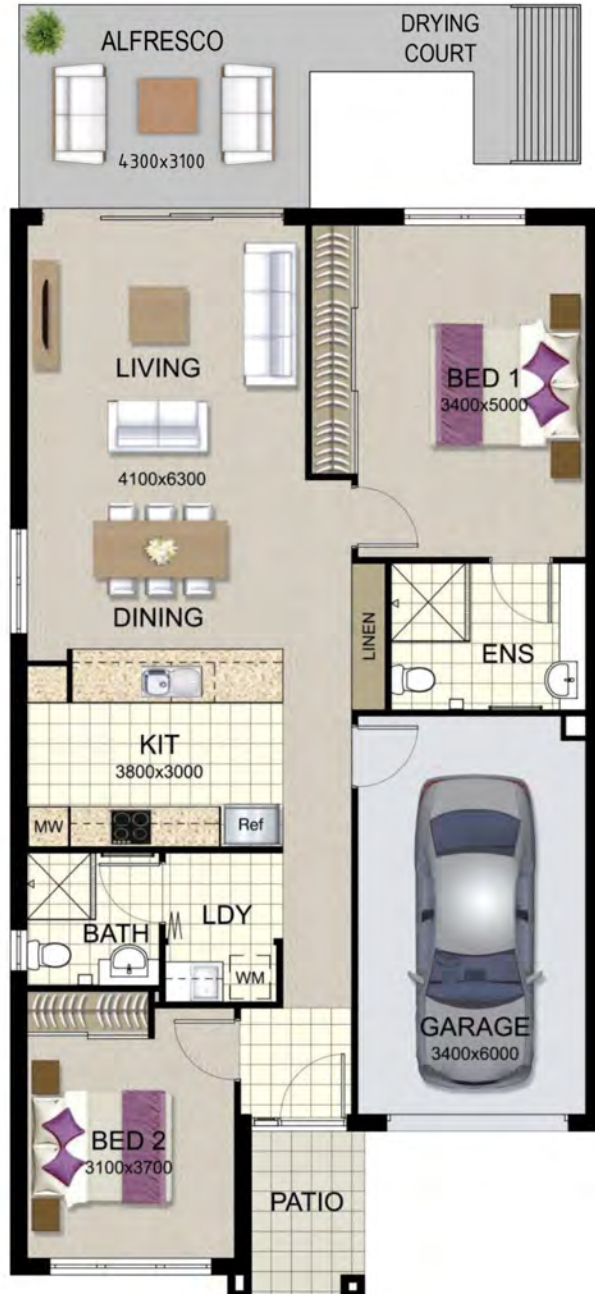 ALFRESCO
4300x3100
DRYING
COURT
LIVING
4100x6300
BED 1
3400x5000
DINING
LINEN
ENS
KIT
3800x3000
MW
Ref
BATH
LDY
WM
GARAGE
3400x6000
BED 2
3100x3700
PATIO